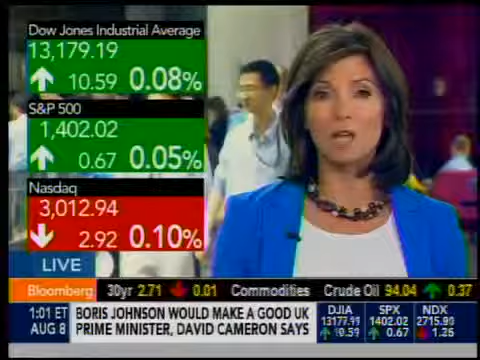 Dow Jones Industrial Average
13,179.19
10.59 0.08%
S&P 500
1,402.02
0.67 0.05%
Nasdaq
3,012.94
2.92 0.10%
LIVE
Bloomberg 30yr 2.71 0.01 Commodities Crude Oil 94.04 0.37
1:01 ET
AUG 8
BORIS JOHNSON WOULD MAKE A GOOD UK
PRIME MINISTER, DAVID CAMERON SAYS
DJIA SPX NDX
13177.99 1402.02 2715.90
10.59 0.67 1.25